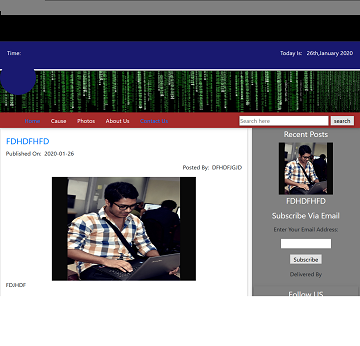 Time:
Today Is: 26th,January 2020
Home Cause Photos About Us Contact Us
Search here search
FDHDFHFD
Published On: 2020-01-26
Posted By: DFHDFJGJD
FDJHDF
Recent Posts
FDHDFHFD
Subscribe Via Email
Enter Your Email Address:
Subscribe
Delivered By
Follow US